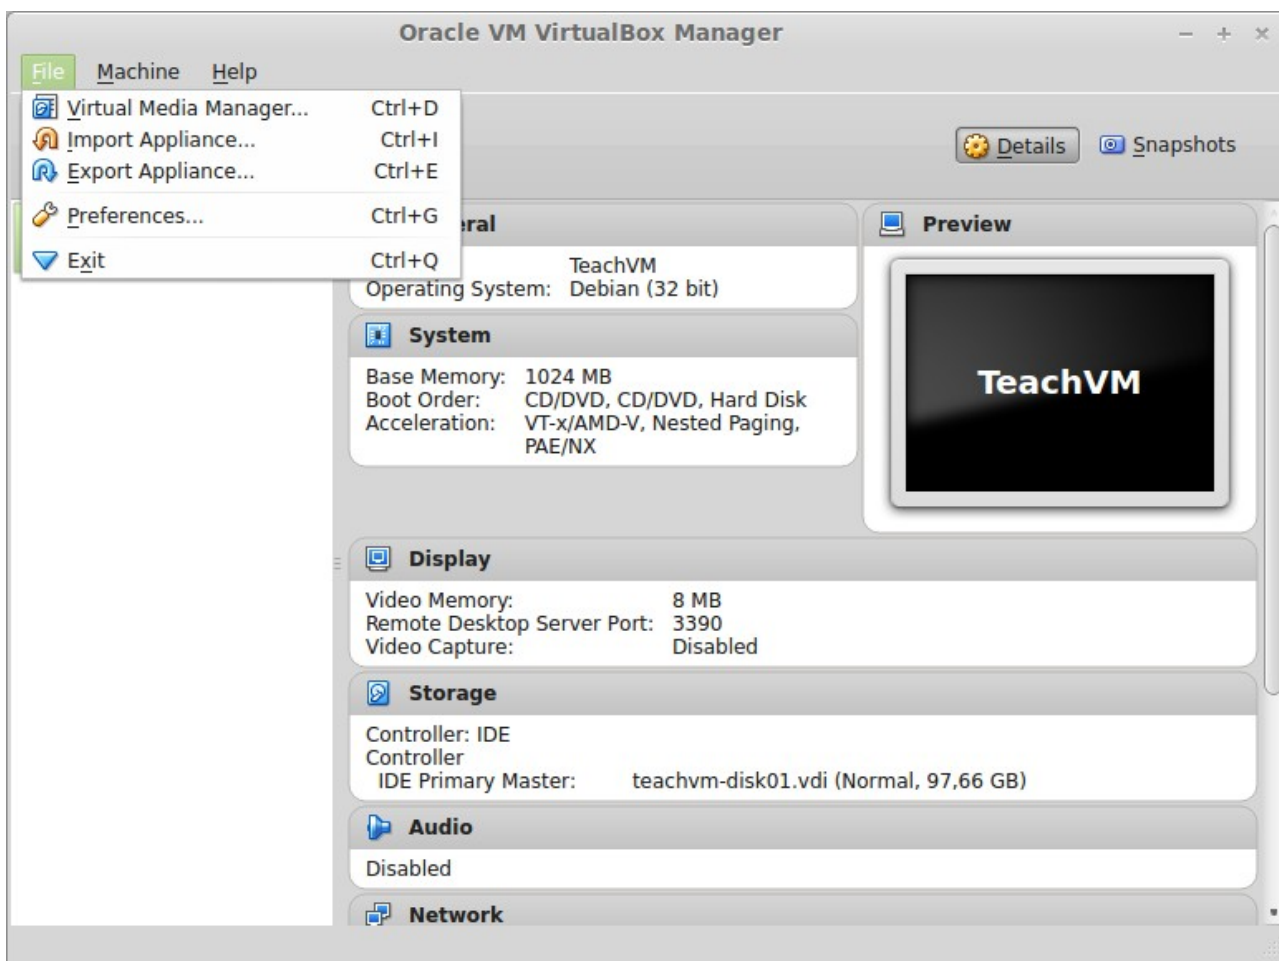 Oracle VM VirtualBox Manager
File Machine Help
Virtual Media Manager... Ctrl+D
Import Appliance... Ctrl+I
Export Appliance... Ctrl+E
Preferences... Ctrl+G
Exit Ctrl+Q
Details Snapshots
eral
TeachVM
Operating System: Debian (32 bit)
Preview
TeachVM
System
Base Memory: 1024 MB
Boot Order: CD/DVD, CD/DVD, Hard Disk
Acceleration: VT-x/AMD-V, Nested Paging,
PAE/NX
Display
Video Memory: 8 MB
Remote Desktop Server Port: 3390
Video Capture: Disabled
Storage
Controller: IDE
Controller
IDE Primary Master: teachvm-disk01.vdi (Normal, 97,66 GB)
Audio
Disabled
Network